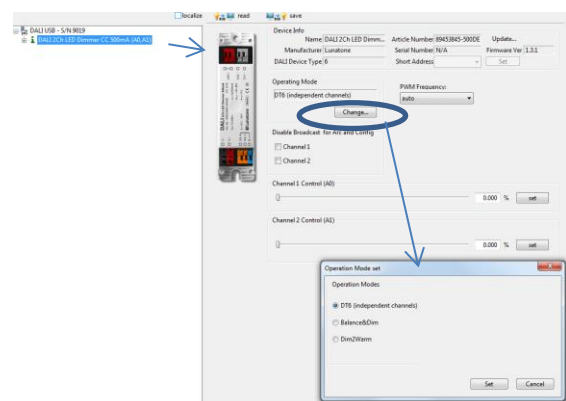 localize read save
DALI USB - S/N 9819
DALI 2Ch LED Dimmer CC 500mA (A0,A1)
Device Info
Name DALI 2Ch LED Dimm... Article Number 89453845-500DE Update...
Manufacturer Lunatone Serial Number N/A Firmware Ver 1.3.1
DALI Device Type 6 Short Address Set
Operating Mode
DT6 (independent channels)
PWM Frequency:
auto
Change...
Disable Broadcast for Arc and Config
Channel 1
Channel 2
Channel 1 Control (A0)
0.000 % set
Channel 2 Control (A1)
0.000 % set
Operation Mode set
Operation Modes
DT6 (independent channels)
Balance&Dim
Dim2Warm
Set Cancel